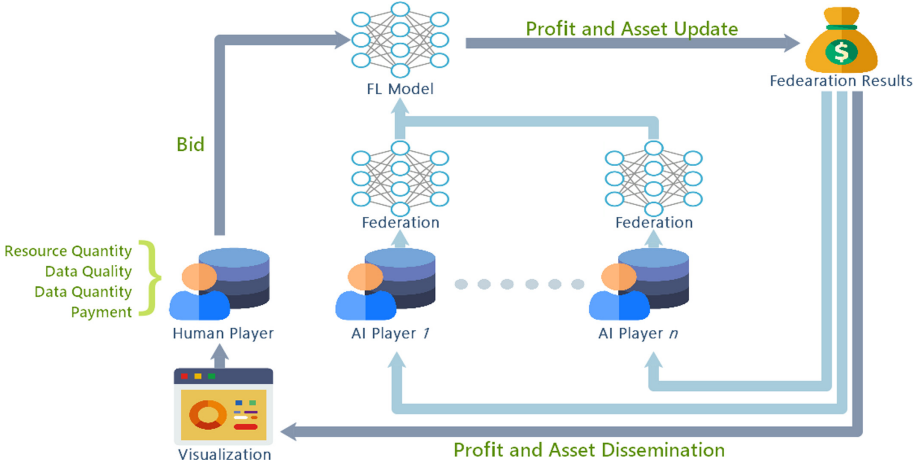 Profit and Asset Update
FL Model
Fedearation Results
Bid
Federation
Federation
Resource Quantity
Data Quality
Data Quantity
Payment
Human Player
AI Player 1
AI Player n
Visualization
Profit and Asset Dissemination